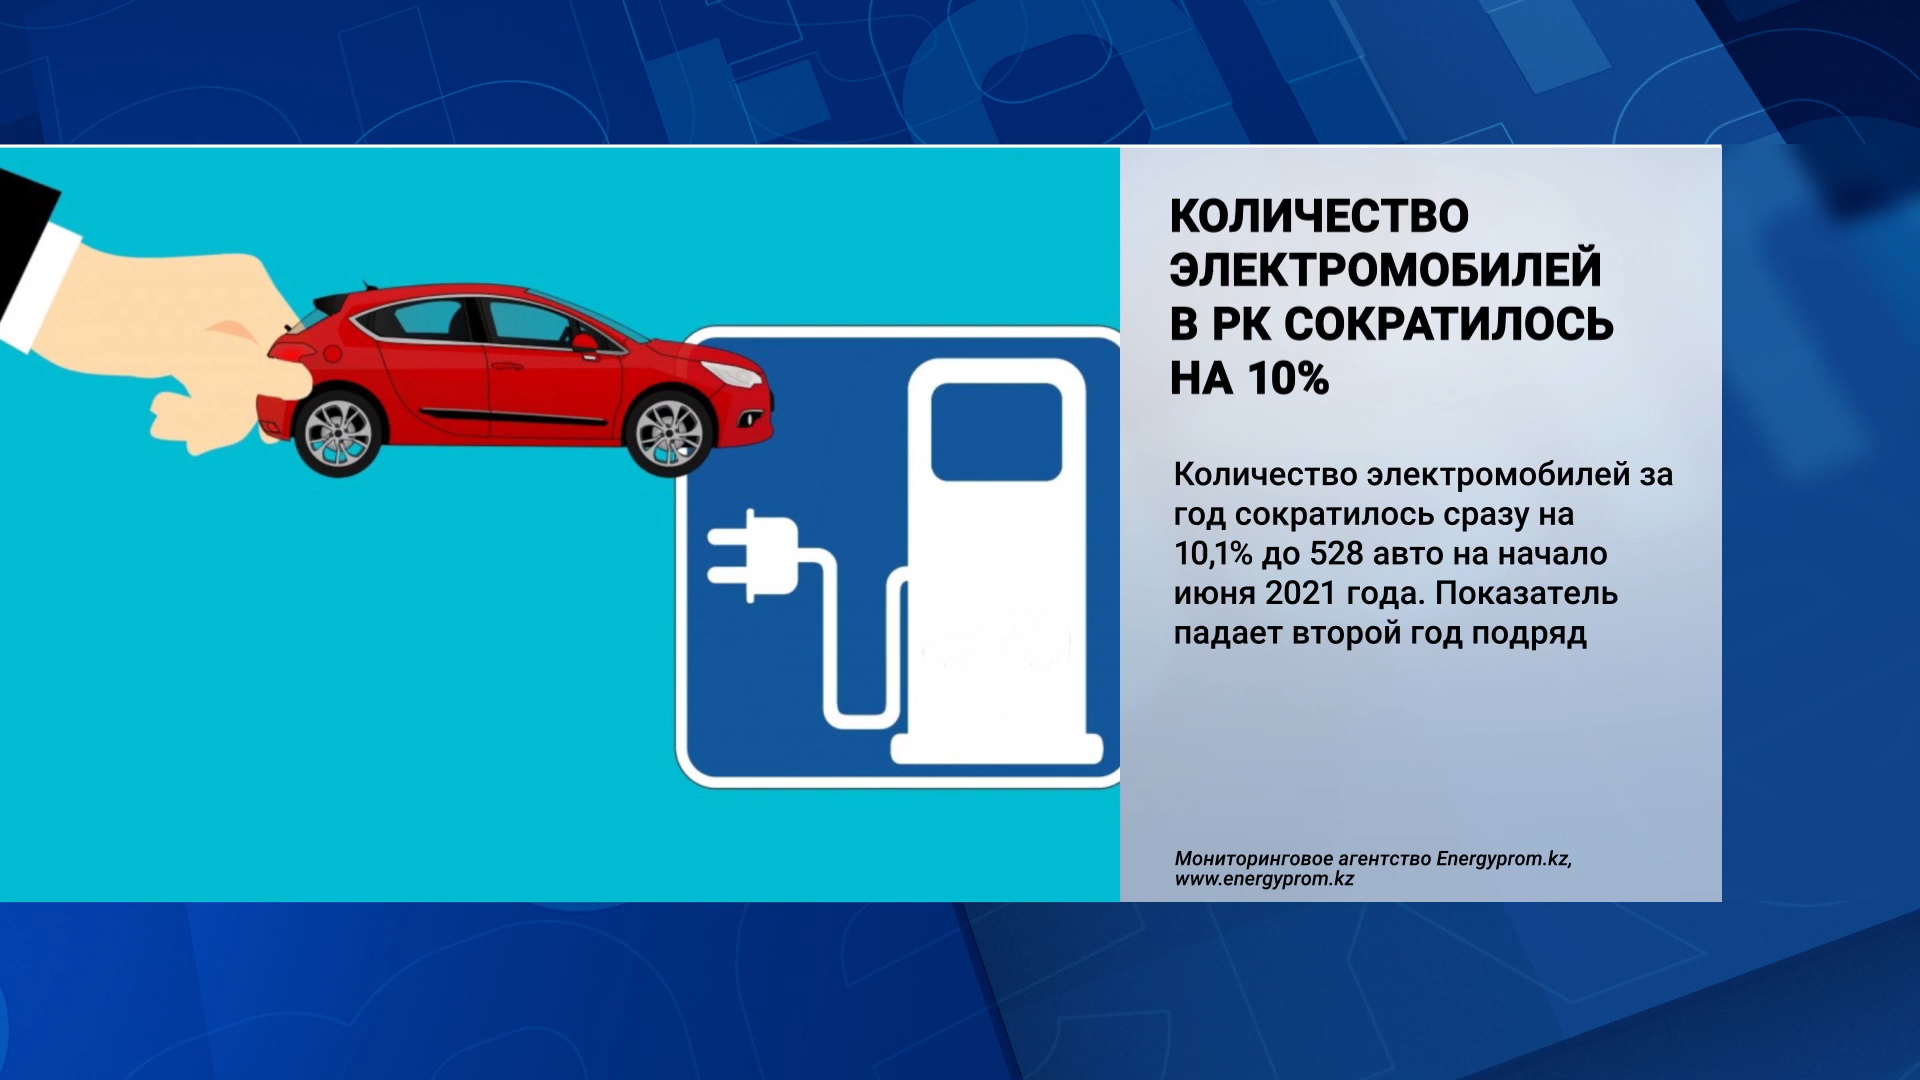 КОЛИЧЕСТВО
ЭЛЕКТРОМОБИЛЕЙ
В РК СОКРАТИЛОСЬ
НА 10%
Количество электромобилей за
год сократилось сразу на
10,1% до 528 авто на начало
июня 2021 года. Показатель
падает второй год подряд
Мониторинговое агентство Energyprom.kz,
www.energyprom.kz